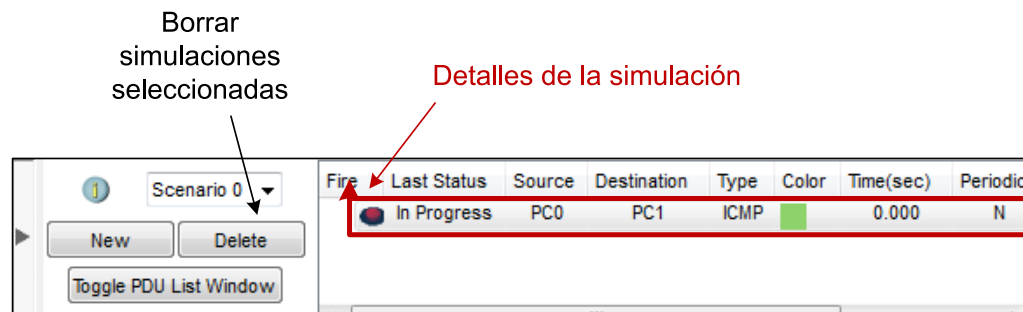 Borrar
simulaciones
seleccionadas
Detalles de la simulación
Scenario 0
New
Delete
Toggle PDU List Window
Fire Last Status Source Destination Type Color Time(sec) Periodic
In Progress PC0 PC1 ICMP 0.000 N